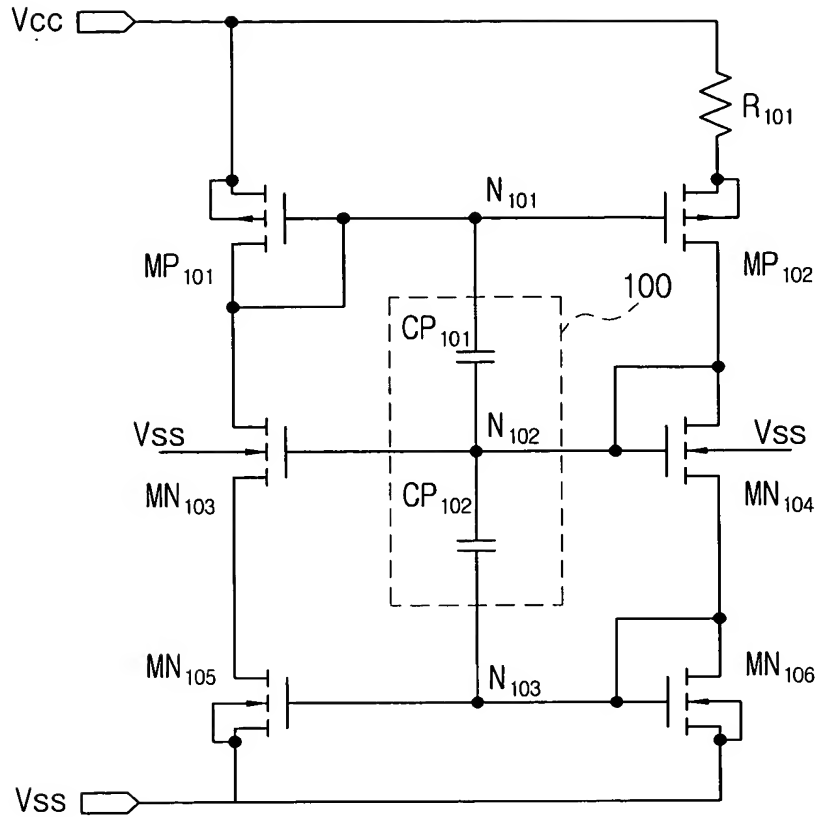 Vcc
R101
N101
MP101
MP102
100
CP101
Vss
N102
Vss
CP102
MN103
MN104
MN105
N103
MN106
Vss